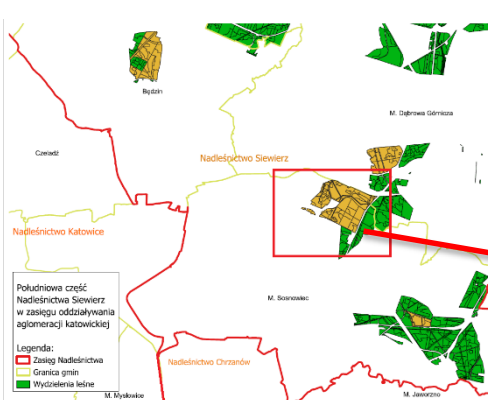 Będzin
M. Dąbrowa Górnicza
Czeladź
Nadleśnictwo Siewierz
Nadleśnictwo Katowice
Południowa część
Nadleśnictwa Siewierz
w zasięgu oddziaływania
aglomeracji katowickiej
Legenda:
Zasięg Nadleśnictwa
Granica gmin
Wydzielenia leśne
M. Sosnowiec
Nadleśnictwo Chrzanów
M. Mysłowice
M. Jaworzno